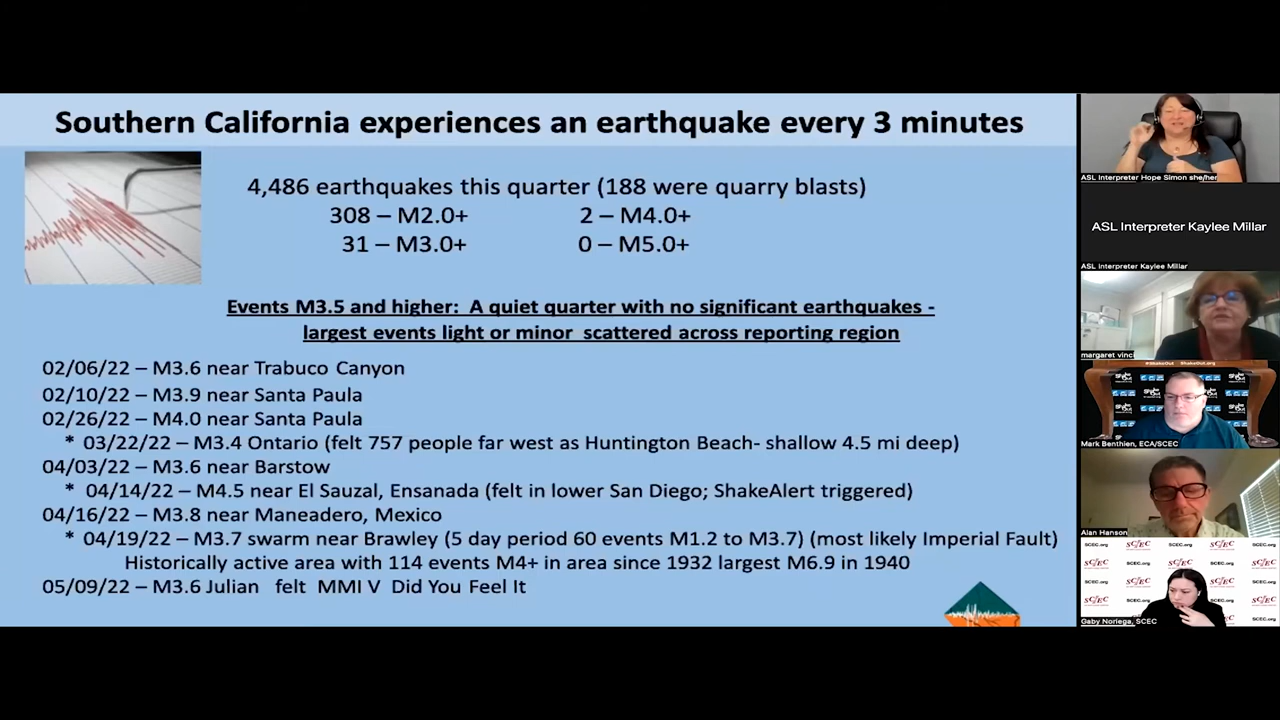 Southern California experiences an earthquake every 3 minutes
4,486 earthquakes this quarter (188 were quarry blasts)
308 – M2.0+ 2 – M4.0+
31 – M3.0+ 0 – M5.0+
Events M3.5 and higher: A quiet quarter with no significant earthquakes -
largest events light or minor scattered across reporting region
02/06/22 – M3.6 near Trabuco Canyon
02/10/22 – M3.9 near Santa Paula
02/26/22 – M4.0 near Santa Paula
* 03/22/22 – M3.4 Ontario (felt 757 people far west as Huntington Beach- shallow 4.5 mi deep)
04/03/22 – M3.6 near Barstow
* 04/14/22 – M4.5 near El Sauzal, Ensanada (felt in lower San Diego; ShakeAlert triggered)
04/16/22 – M3.8 near Maneadero, Mexico
* 04/19/22 – M3.7 swarm near Brawley (5 day period 60 events M1.2 to M3.7) (most likely Imperial Fault)
Historically active area with 114 events M4+ in area since 1932 largest M6.9 in 1940
05/09/22 – M3.6 Julian felt MMI V Did You Feel It
ASL Interpreter Hope Simon she/her
ASL Interpreter Kaylee Millar
ASL Interpreter Kaylee Millar
margaret vinci
#ShakeOut ShakeOut.org
Shake Out
Mark Benthien, ECA/SCEC
Alan Hanson
SCEC.org
SC/EC
Gaby Noriega, SCEC